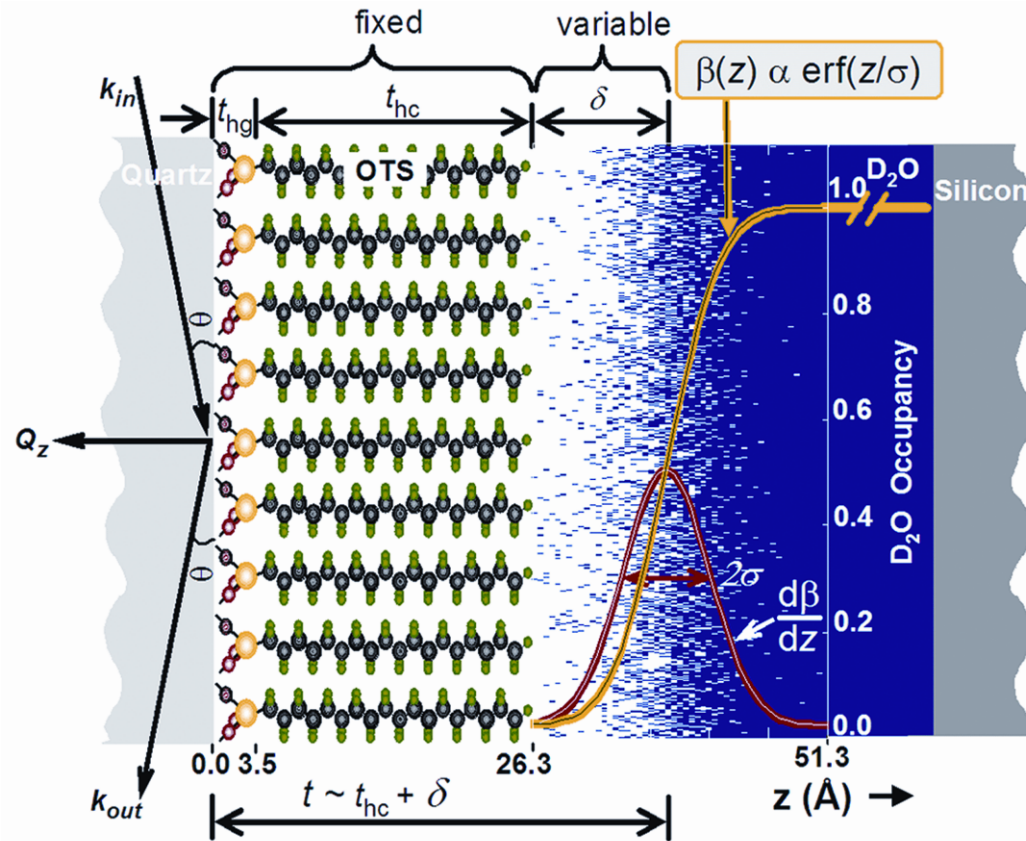 fixed
variable
k_in
t_hg
t_hc
δ
β(z) α erf(z/σ)
Quartz
OTS
1.0
D₂O
Silicon
θ
0.8
0.6
Q_z
0.4
θ
2σ
dβ
dz
0.2
0.0
D₂O Occupancy
0.0 3.5
26.3
51.3
k_out
t ~ t_hc + δ
z (Å)